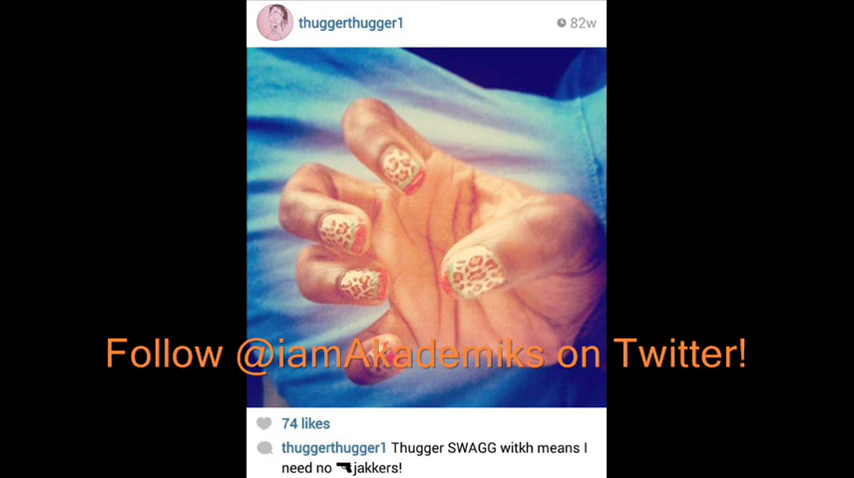 thuggerthugger1
82w
Follow @iamAkademiks on Twitter!
74 likes
thuggerthugger1 Thugger SWAGG witkh means I
need no 🔫jakkers!